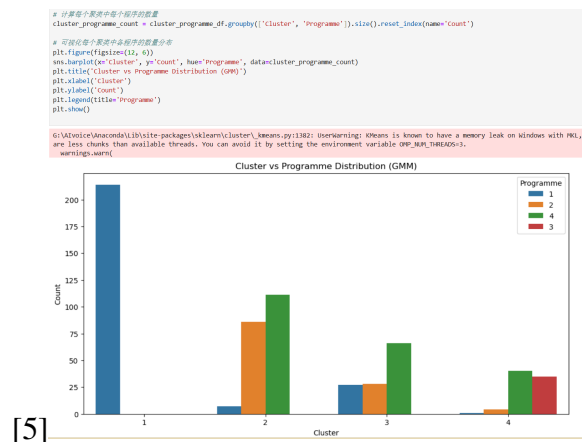 # 计算每个聚类中每个程序的数量
cluster_programme_count = cluster_programme_df.groupby(['Cluster', 'Programme']).size().reset_index(name='Count')
# 可视化每个聚类中各程序的数量分布
plt.figure(figsize=(12, 6))
sns.barplot(x='Cluster', y='Count', hue='Programme', data=cluster_programme_count)
plt.title('Cluster vs Programme Distribution (GMM)')
plt.xlabel('Cluster')
plt.ylabel('Count')
plt.legend(title='Programme')
plt.show()
G:\AIvoice\Anaconda\Lib\site-packages\sklearn\cluster\_kmeans.py:1382: UserWarning: KMeans is known to have a memory leak on Windows with MKL,
are less chunks than available threads. You can avoid it by setting the environment variable OMP_NUM_THREADS=3.
warnings.warn(
Cluster vs Programme Distribution (GMM)
Programme
1
2
4
3
200
175
150
125
100
75
50
25
0
Count
1
2
3
4
Cluster
[5]